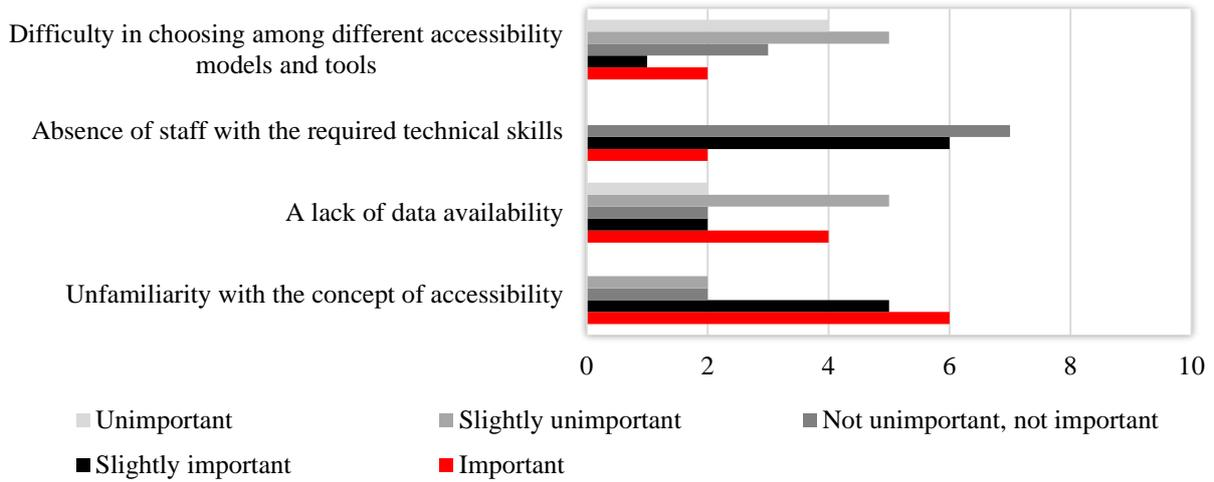 Difficulty in choosing among different accessibility
models and tools
Absence of staff with the required technical skills
A lack of data availability
Unfamiliarity with the concept of accessibility
0 2 4 6 8 10
Unimportant Slightly unimportant Not unimportant, not important
Slightly important Important